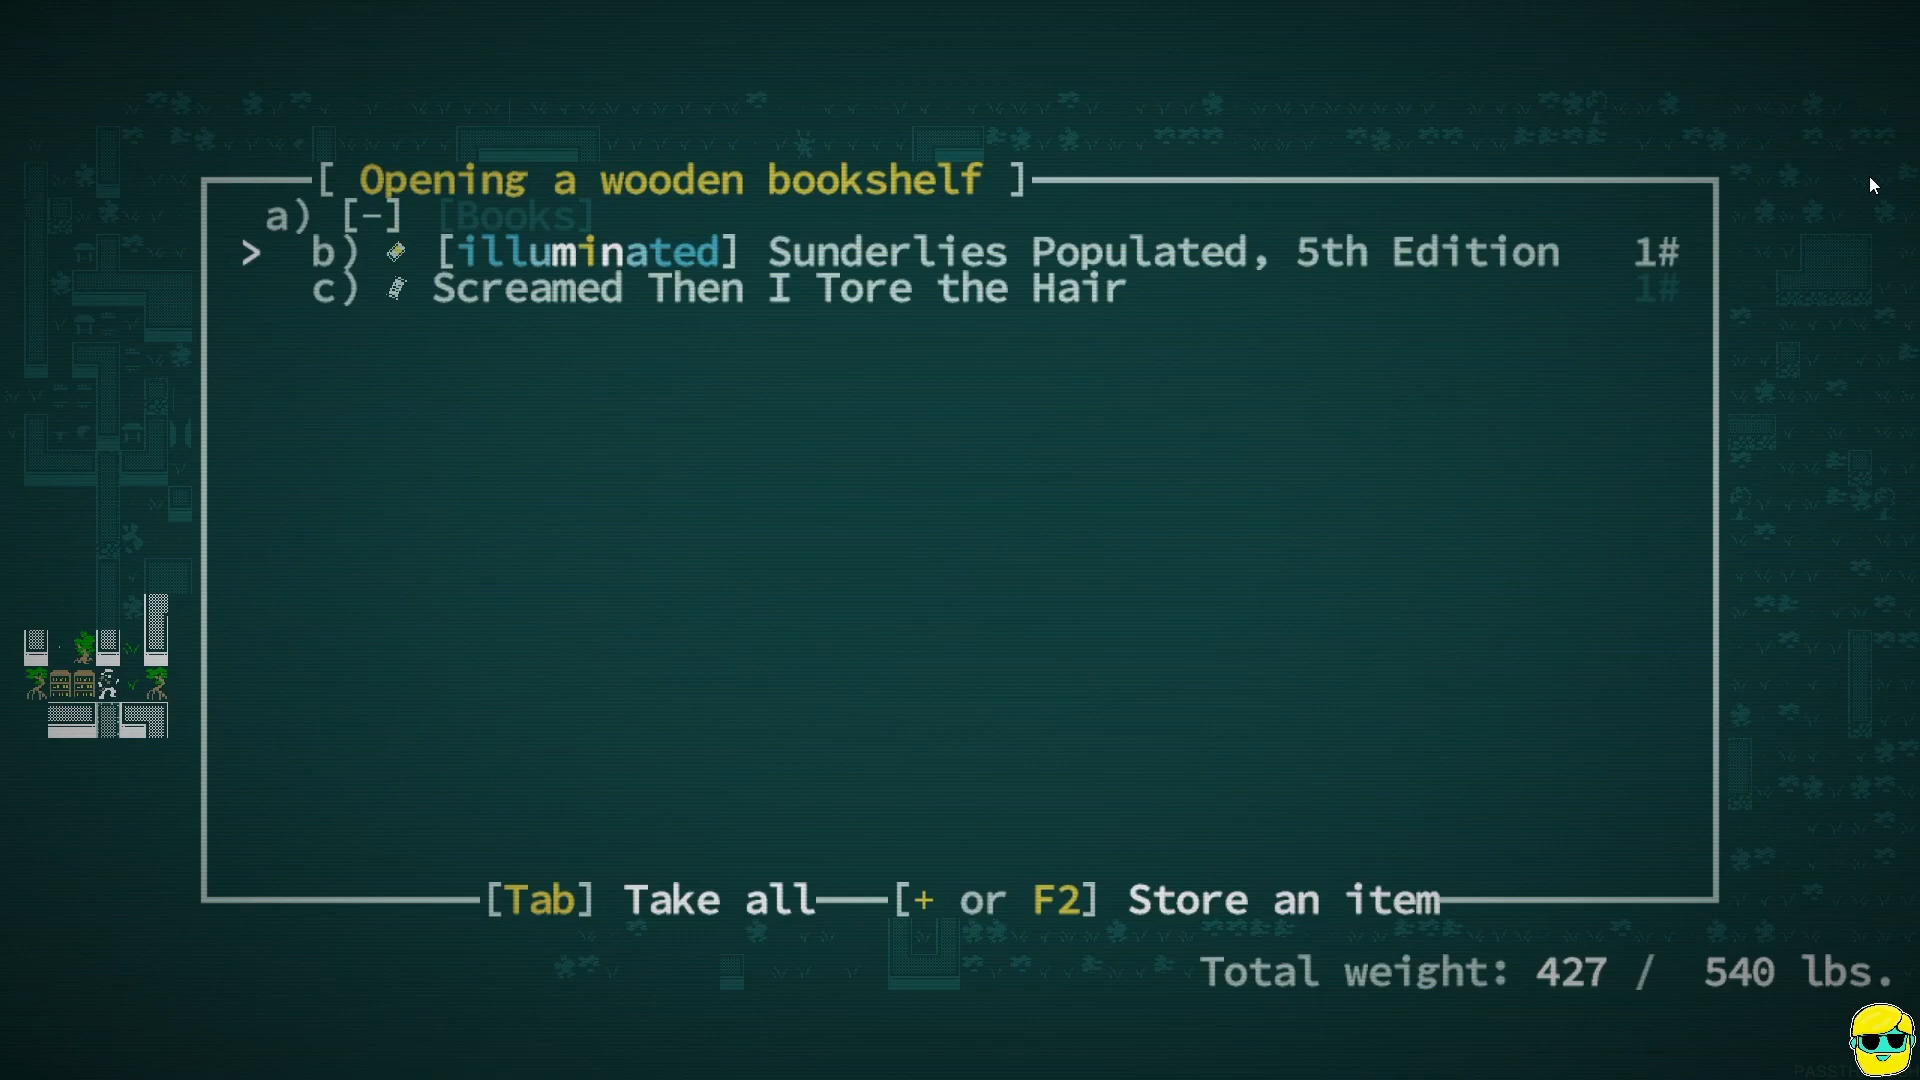 [ Opening a wooden bookshelf ]
a) [-] [Books]
> b) [illuminated] Sunderlies Populated, 5th Edition 1#
c) Screamed Then I Tore the Hair 1#
[Tab] Take all [+ or F2] Store an item
Total weight: 427 / 540 lbs.